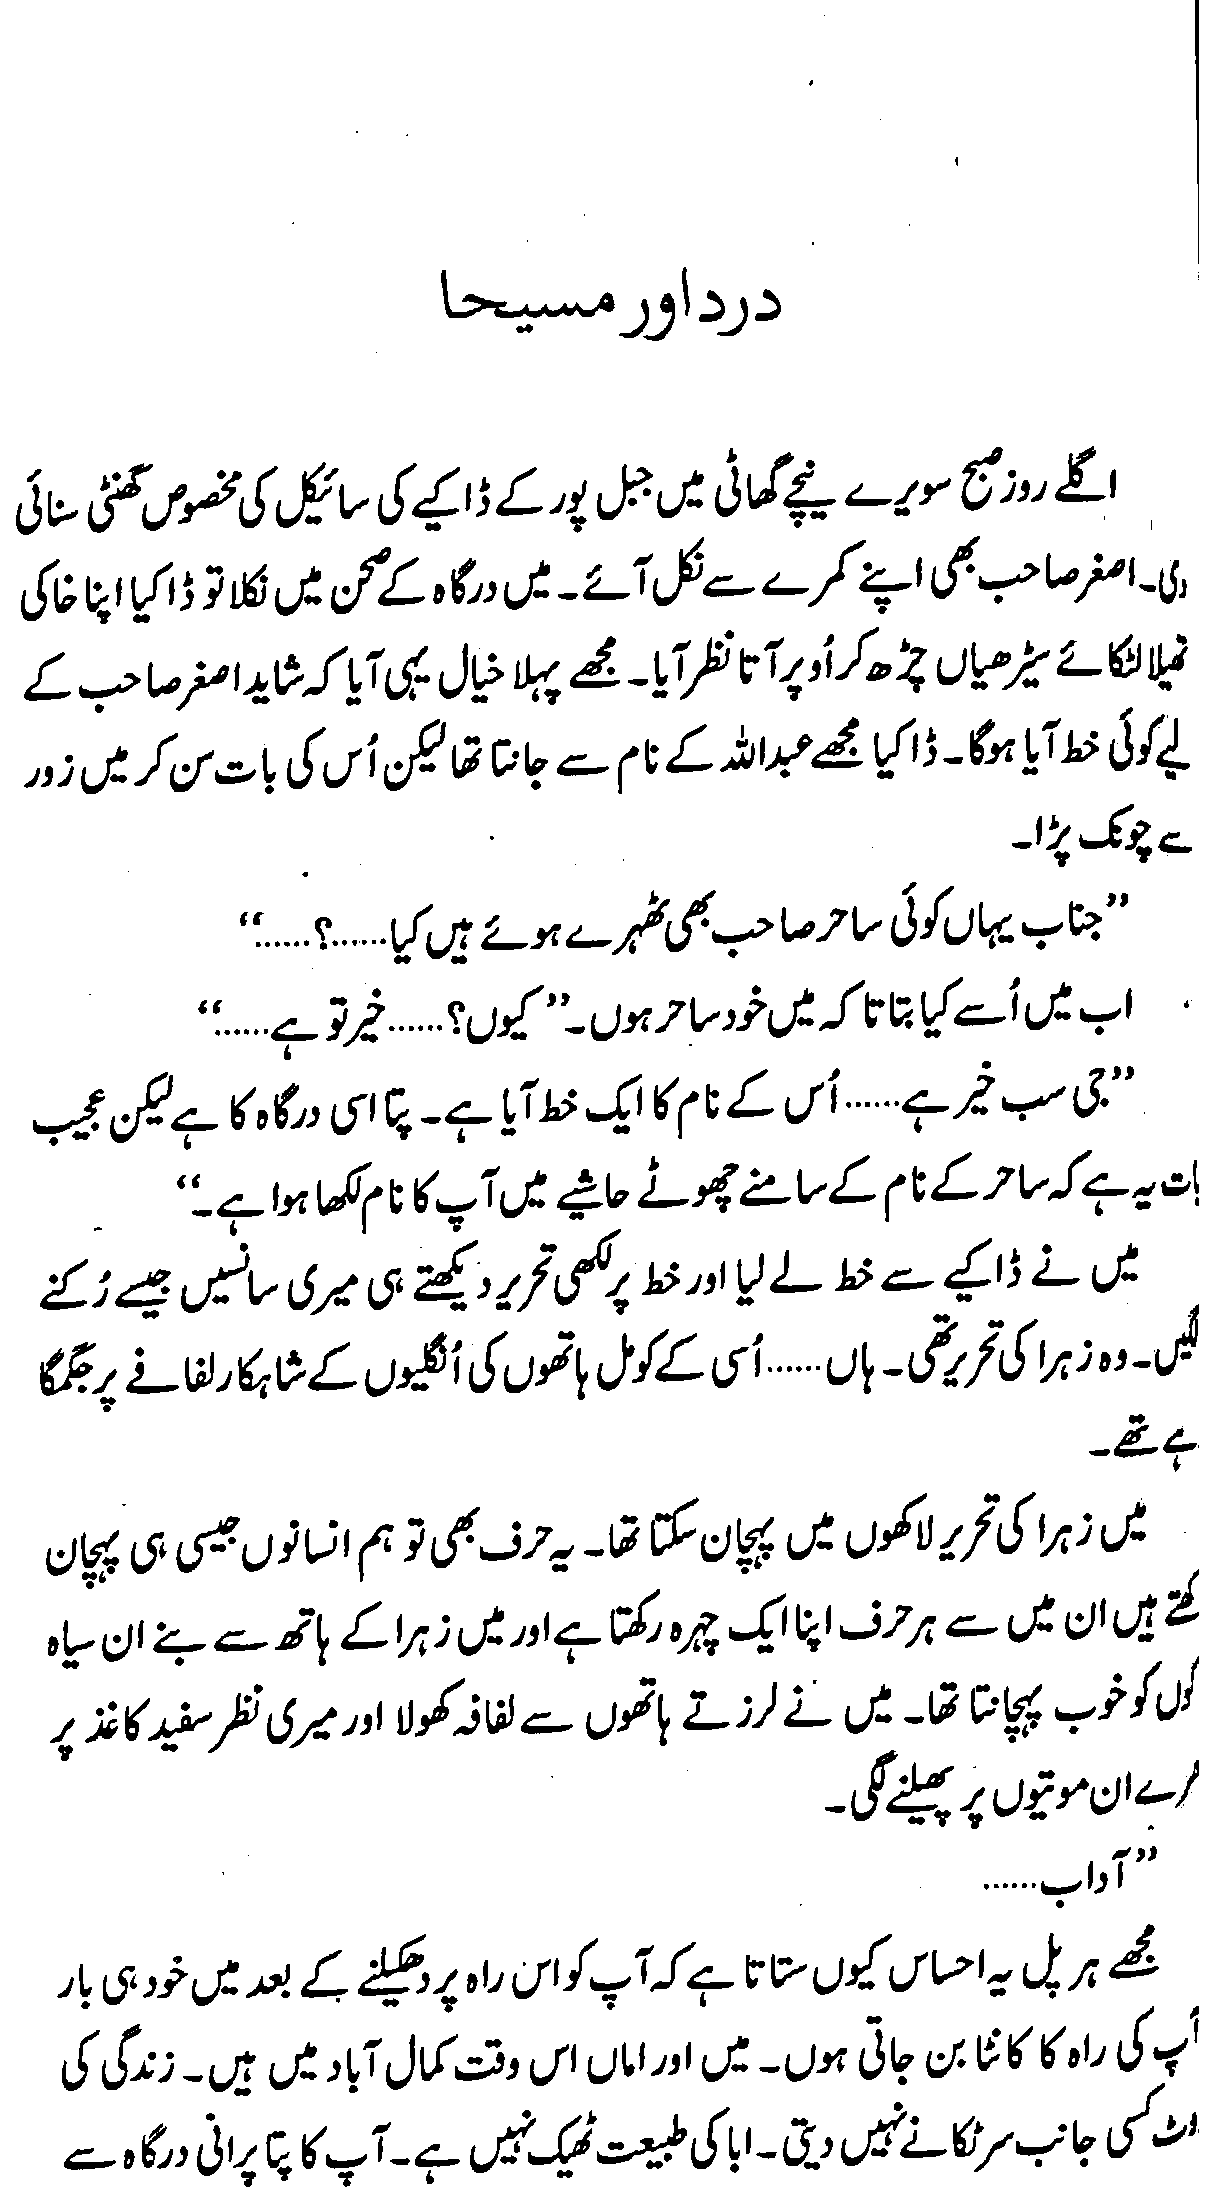 درد اور مسیحا
اگلے روز صبح سویرے نیچے گھاٹی میں جبل پور کے ڈاکیے کی سائیکل کی مخصوص گھنٹی سنائی
دی۔ اصغر صاحب بھی اپنے کمرے سے نکل آئے۔ میں درگاہ کے صحن میں نکلا تو ڈاکیا اپنا خاکی
تھیلا لٹکائے سیڑھیاں چڑھ کر اُوپر آتا نظر آیا۔ مجھے پہلا خیال یہی آیا کہ شاید اصغر صاحب کے
لیے کوئی خط آیا ہوگا۔ ڈاکیا مجھے عبداللہ کے نام سے جانتا تھا لیکن اُس کی بات سن کر میں زور
سے چونک پڑا۔
”جناب یہاں کوئی ساحر صاحب بھی ٹھہرے ہوئے ہیں کیا......؟......“
اب میں اُسے کیا بتاتا کہ میں خود ساحر ہوں۔ ”کیوں؟......خیر تو ہے......“
”جی سب خیر ہے......اُس کے نام کا ایک خط آیا ہے۔ پتا اسی درگاہ کا ہے لیکن عجیب
بات یہ ہے کہ ساحر کے نام کے سامنے چھوٹے حاشیے میں آپ کا نام لکھا ہوا ہے۔“
میں نے ڈاکیے سے خط لے لیا اور خط پر لکھی تحریر دیکھتے ہی میری سانسیں جیسے رُکنے
لگیں۔ وہ زہرا کی تحریر تھی۔ ہاں......اُسی کے کومل ہاتھوں کی اُنگلیوں کے شاہکار لفافے پر جگمگا
ہے تھے۔
میں زہرا کی تحریر لاکھوں میں پہچان سکتا تھا۔ یہ حرف بھی تو ہم انسانوں جیسی ہی پہچان
کھتے ہیں ان میں سے ہر حرف اپنا ایک چہرہ رکھتا ہے اور میں زہرا کے ہاتھ سے بنے ان سیاہ
کو خوب پہچانتا تھا۔ میں نے لرزتے ہاتھوں سے لفافہ کھولا اور میری نظر سفید کاغذ پر
ان موتیوں پر پھیلنے لگی۔
”آداب......
مجھے ہر پل یہ احساس کیوں ستاتا ہے کہ آپ کو اس راہ پر دھکیلنے کے بعد میں خود ہی بار
آپ کی راہ کا کانٹا بن جاتی ہوں۔ میں اور اماں اس وقت کمال آباد میں ہیں۔ زندگی کی
کسی جانب سر ٹکانے نہیں دیتی۔ ابا کی طبیعت ٹھیک نہیں ہے۔ آپ کا پتا پرانی درگاہ سے